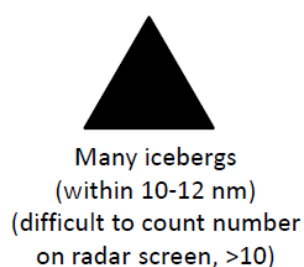 Many icebergs
(within 10-12 nm)
(difficult to count number
on radar screen, >10)